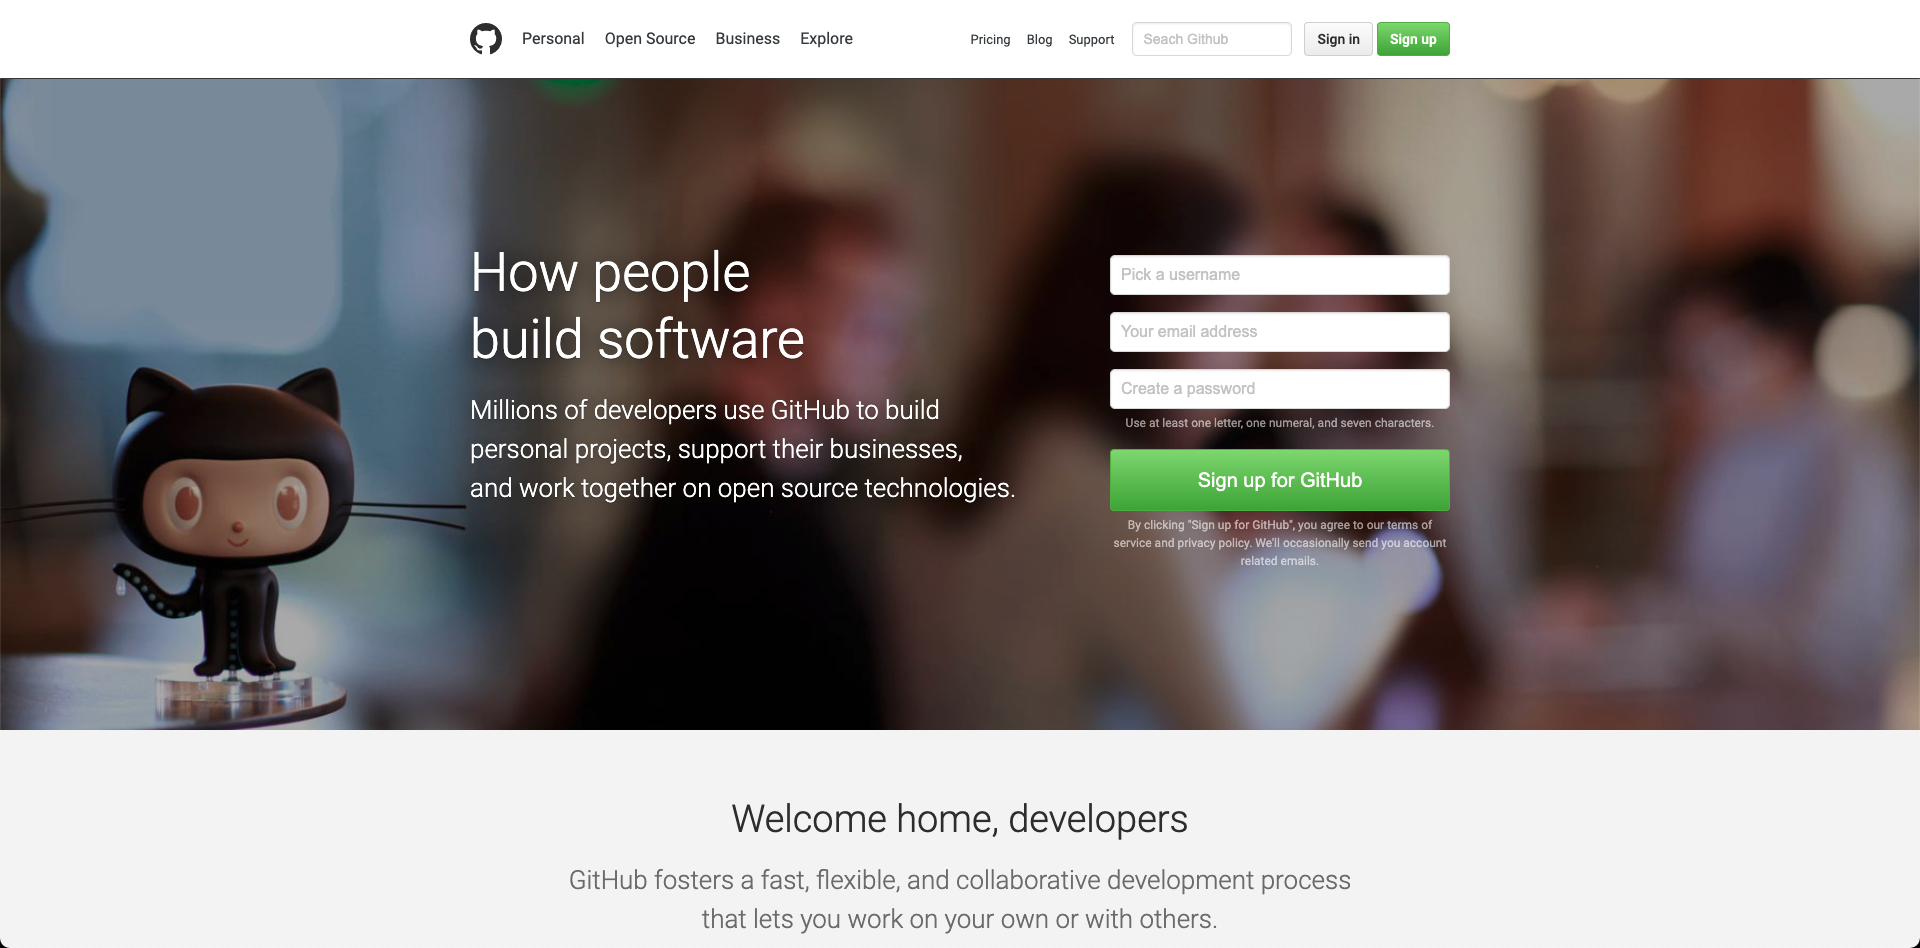 Personal Open Source Business Explore Pricing Blog Support Seach Github Sign in Sign up
How people
build software
Millions of developers use GitHub to build
personal projects, support their businesses,
and work together on open source technologies.
Pick a username
Your email address
Create a password
Use at least one letter, one numeral, and seven characters.
Sign up for GitHub
By clicking "Sign up for GitHub", you agree to our terms of
service and privacy policy. We'll occasionally send you account
related emails.
Welcome home, developers
GitHub fosters a fast, flexible, and collaborative development process
that lets you work on your own or with others.